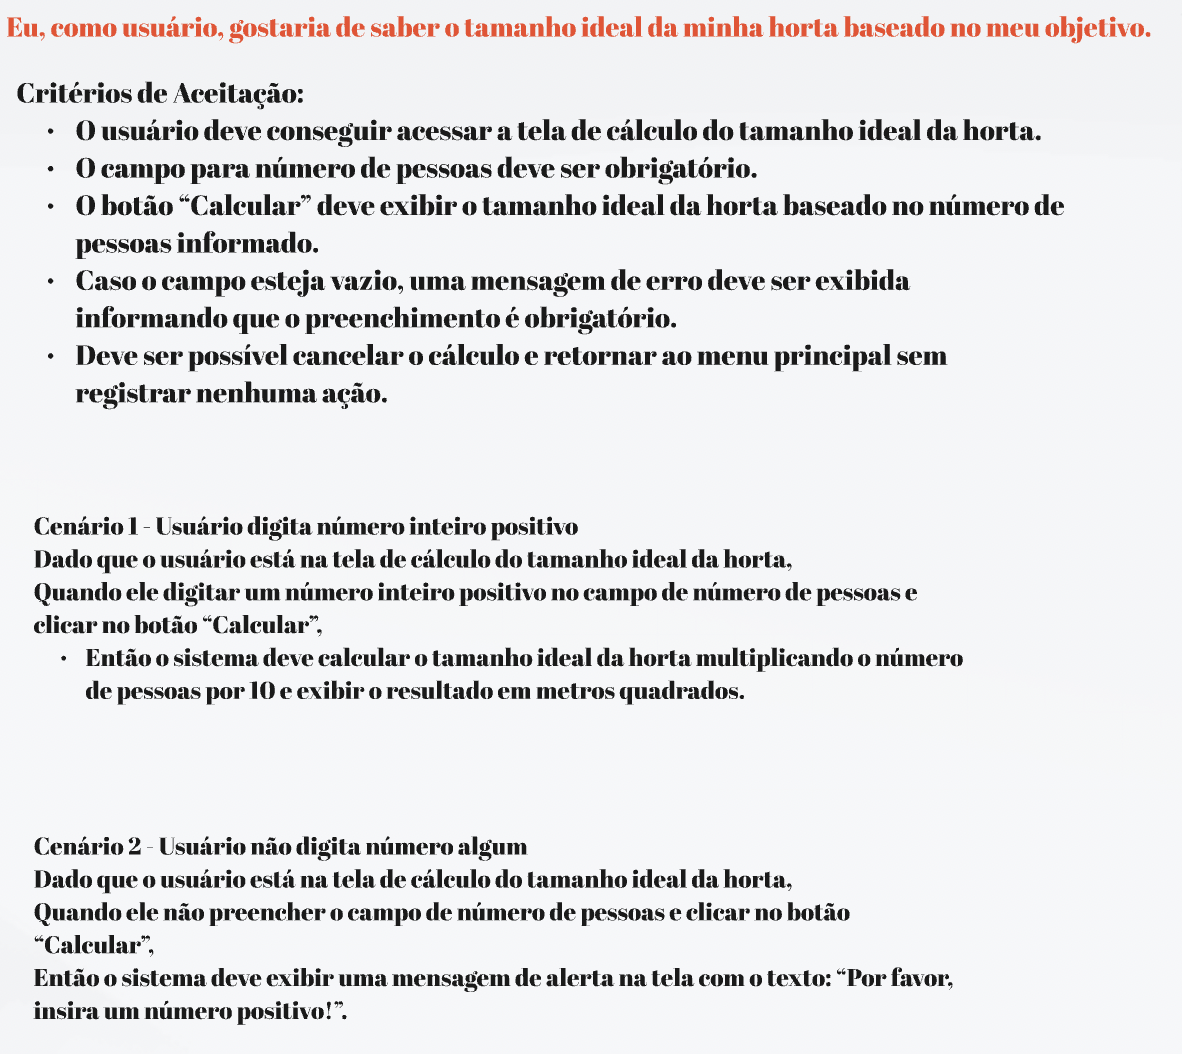 Eu, como usuário, gostaria de saber o tamanho ideal da minha horta baseado no meu objetivo.
Critérios de Aceitação:
• O usuário deve conseguir acessar a tela de cálculo do tamanho ideal da horta.
• O campo para número de pessoas deve ser obrigatório.
• O botão “Calcular” deve exibir o tamanho ideal da horta baseado no número de
pessoas informado.
• Caso o campo esteja vazio, uma mensagem de erro deve ser exibida
informando que o preenchimento é obrigatório.
• Deve ser possível cancelar o cálculo e retornar ao menu principal sem
registrar nenhuma ação.
Cenário 1 - Usuário digita número inteiro positivo
Dado que o usuário está na tela de cálculo do tamanho ideal da horta,
Quando ele digitar um número inteiro positivo no campo de número de pessoas e
clicar no botão “Calcular”,
• Então o sistema deve calcular o tamanho ideal da horta multiplicando o número
de pessoas por 10 e exibir o resultado em metros quadrados.
Cenário 2 - Usuário não digita número algum
Dado que o usuário está na tela de cálculo do tamanho ideal da horta,
Quando ele não preencher o campo de número de pessoas e clicar no botão
“Calcular”,
Então o sistema deve exibir uma mensagem de alerta na tela com o texto: “Por favor,
insira um número positivo!”.